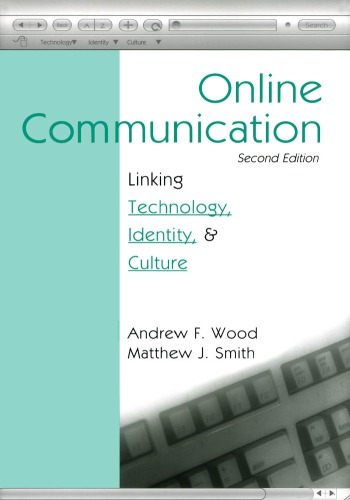 Back A Z Search
Technology Identity Culture
Online
Communication
Second Edition
Linking
Technology,
Identity, &
Culture
Andrew F. Wood
Matthew J. Smith